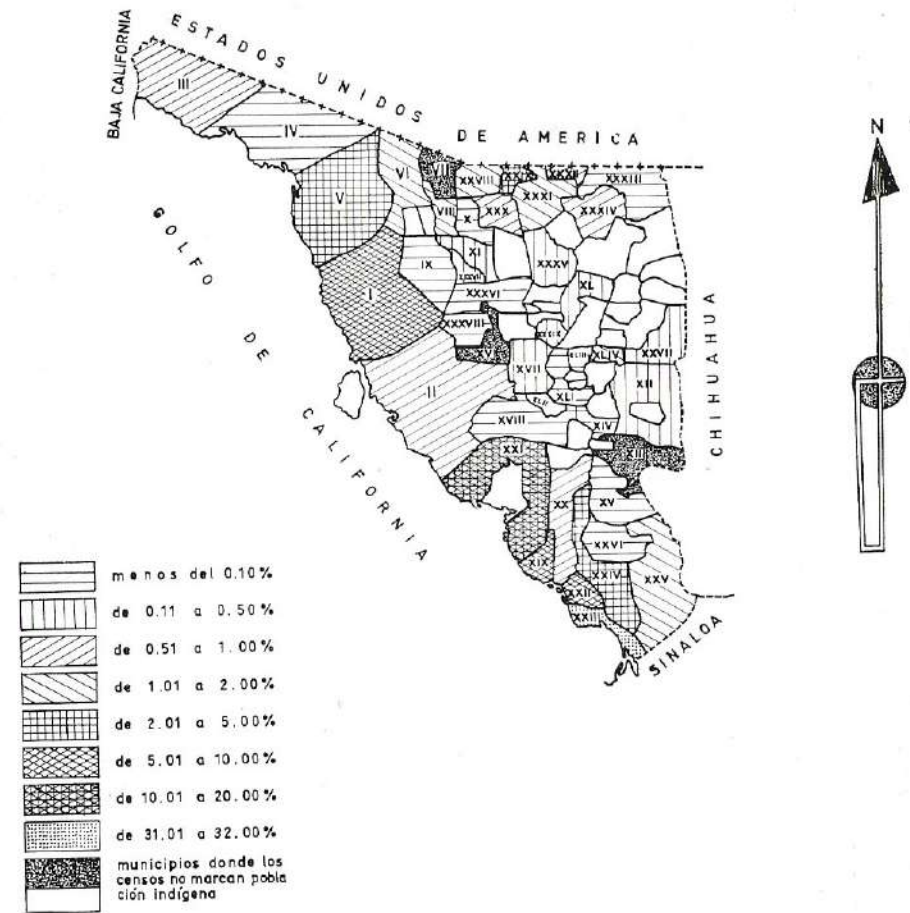 BAJA CALIFORNIA
ESTADOS UNIDOS
DE AMERICA
N
III
IV
V
VI
VII
XXVIII
XXXIII
VIII
X
XXX
XXXI
XXXIV
I
IX
XI
XXXV
XL
XXXVI
XXXVIII
XVII
XLIV
XXVII
XII
II
XLI
XVIII
XIV
XXI
XIII
XX
XV
XXVI
XIX
XXIV
XXV
XXII
XXIII
GOLFO DE CALIFORNIA
CHIHUAHUA
SINALOA
menos del 0.10%
de 0.11 a 0.50%
de 0.51 a 1.00%
de 1.01 a 2.00%
de 2.01 a 5.00%
de 5.01 a 10.00%
de 10.01 a 20.00%
de 31.01 a 32.00%
municipios donde los
censos no marcan pobla
ción indígena